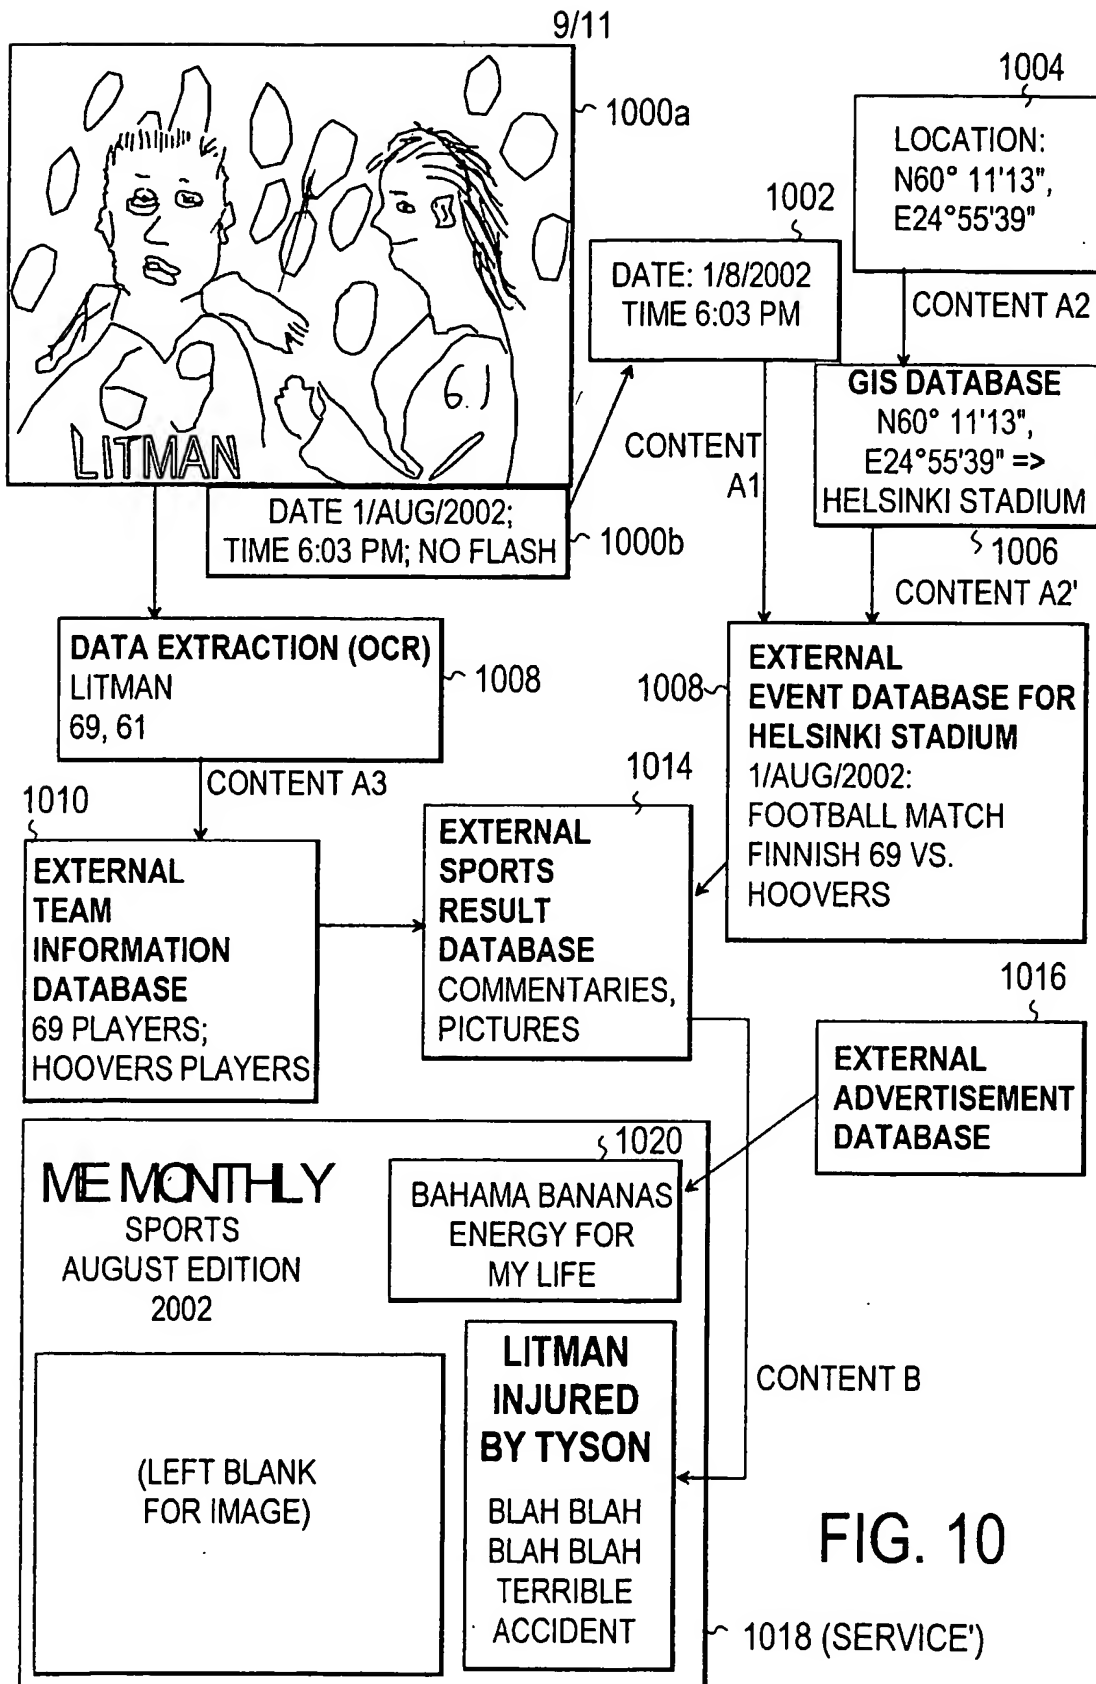 9/11
1000a
1004
LOCATION:
N60° 11'13",
E24°55'39"
1002
DATE: 1/8/2002
TIME 6:03 PM
CONTENT A2
GIS DATABASE
N60° 11'13",
E24°55'39" =>
HELSINKI STADIUM
1006
CONTENT A2'
CONTENT
A1
6.1
LITMAN
DATE 1/AUG/2002;
TIME 6:03 PM; NO FLASH
1000b
DATA EXTRACTION (OCR)
LITMAN
69, 61
1008
CONTENT A3
1008
EXTERNAL
EVENT DATABASE FOR
HELSINKI STADIUM
1/AUG/2002:
FOOTBALL MATCH
FINNISH 69 VS.
HOOVERS
1010
EXTERNAL
TEAM
INFORMATION
DATABASE
69 PLAYERS;
HOOVERS PLAYERS
1014
EXTERNAL
SPORTS
RESULT
DATABASE
COMMENTARIES,
PICTURES
1016
EXTERNAL
ADVERTISEMENT
DATABASE
ME MONTHLY
SPORTS
AUGUST EDITION
2002
1020
BAHAMA BANANAS
ENERGY FOR
MY LIFE
(LEFT BLANK
FOR IMAGE)
LITMAN
INJURED
BY TYSON
BLAH BLAH
BLAH BLAH
TERRIBLE
ACCIDENT
CONTENT B
FIG. 10
1018 (SERVICE')